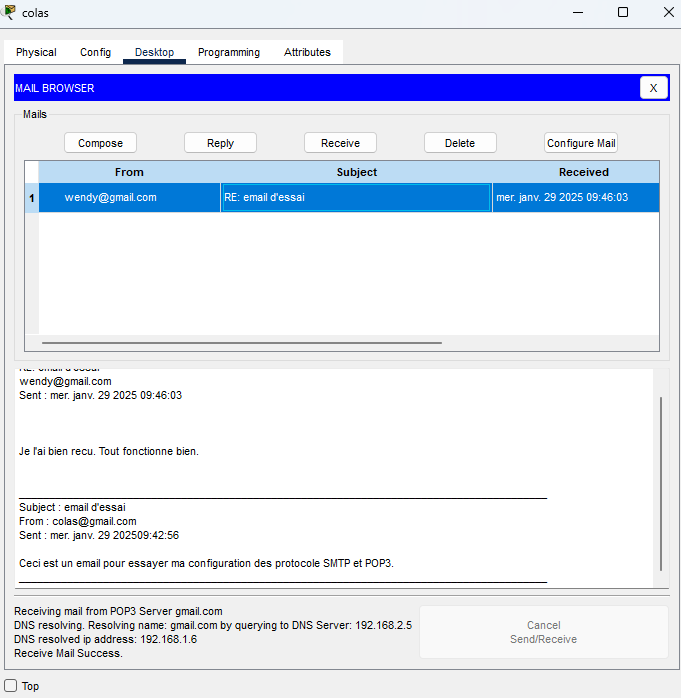 colas
Physical Config Desktop Programming Attributes
MAIL BROWSER X
Mails
Compose Reply Receive Delete Configure Mail
From Subject Received
1 wendy@gmail.com RE: email d'essai mer. janv. 29 2025 09:46:03
RE: email d'essai
wendy@gmail.com
Sent : mer. janv. 29 2025 09:46:03
Je l'ai bien recu. Tout fonctionne bien.
Subject : email d'essai
From : colas@gmail.com
Sent : mer. janv. 29 202509:42:56
Ceci est un email pour essayer ma configuration des protocole SMTP et POP3.
Receiving mail from POP3 Server gmail.com
DNS resolving. Resolving name: gmail.com by querying to DNS Server: 192.168.2.5
DNS resolved ip address: 192.168.1.6
Receive Mail Success.
Cancel
Send/Receive
Top